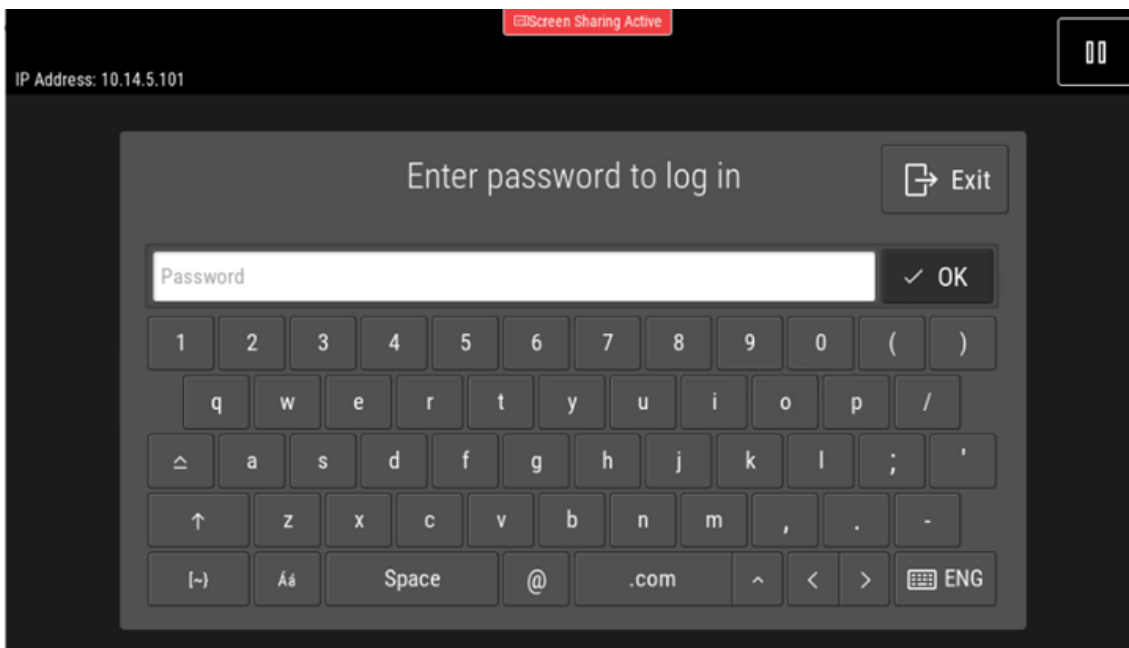 Screen Sharing Active
IP Address: 10.14.5.101
Enter password to log in
Exit
Password
OK
1 2 3 4 5 6 7 8 9 0 ( )
q w e r t y u i o p /
a s d f g h j k l ; '
z x c v b n m , . -
[~} Áá Space @ .com ^ < > ENG